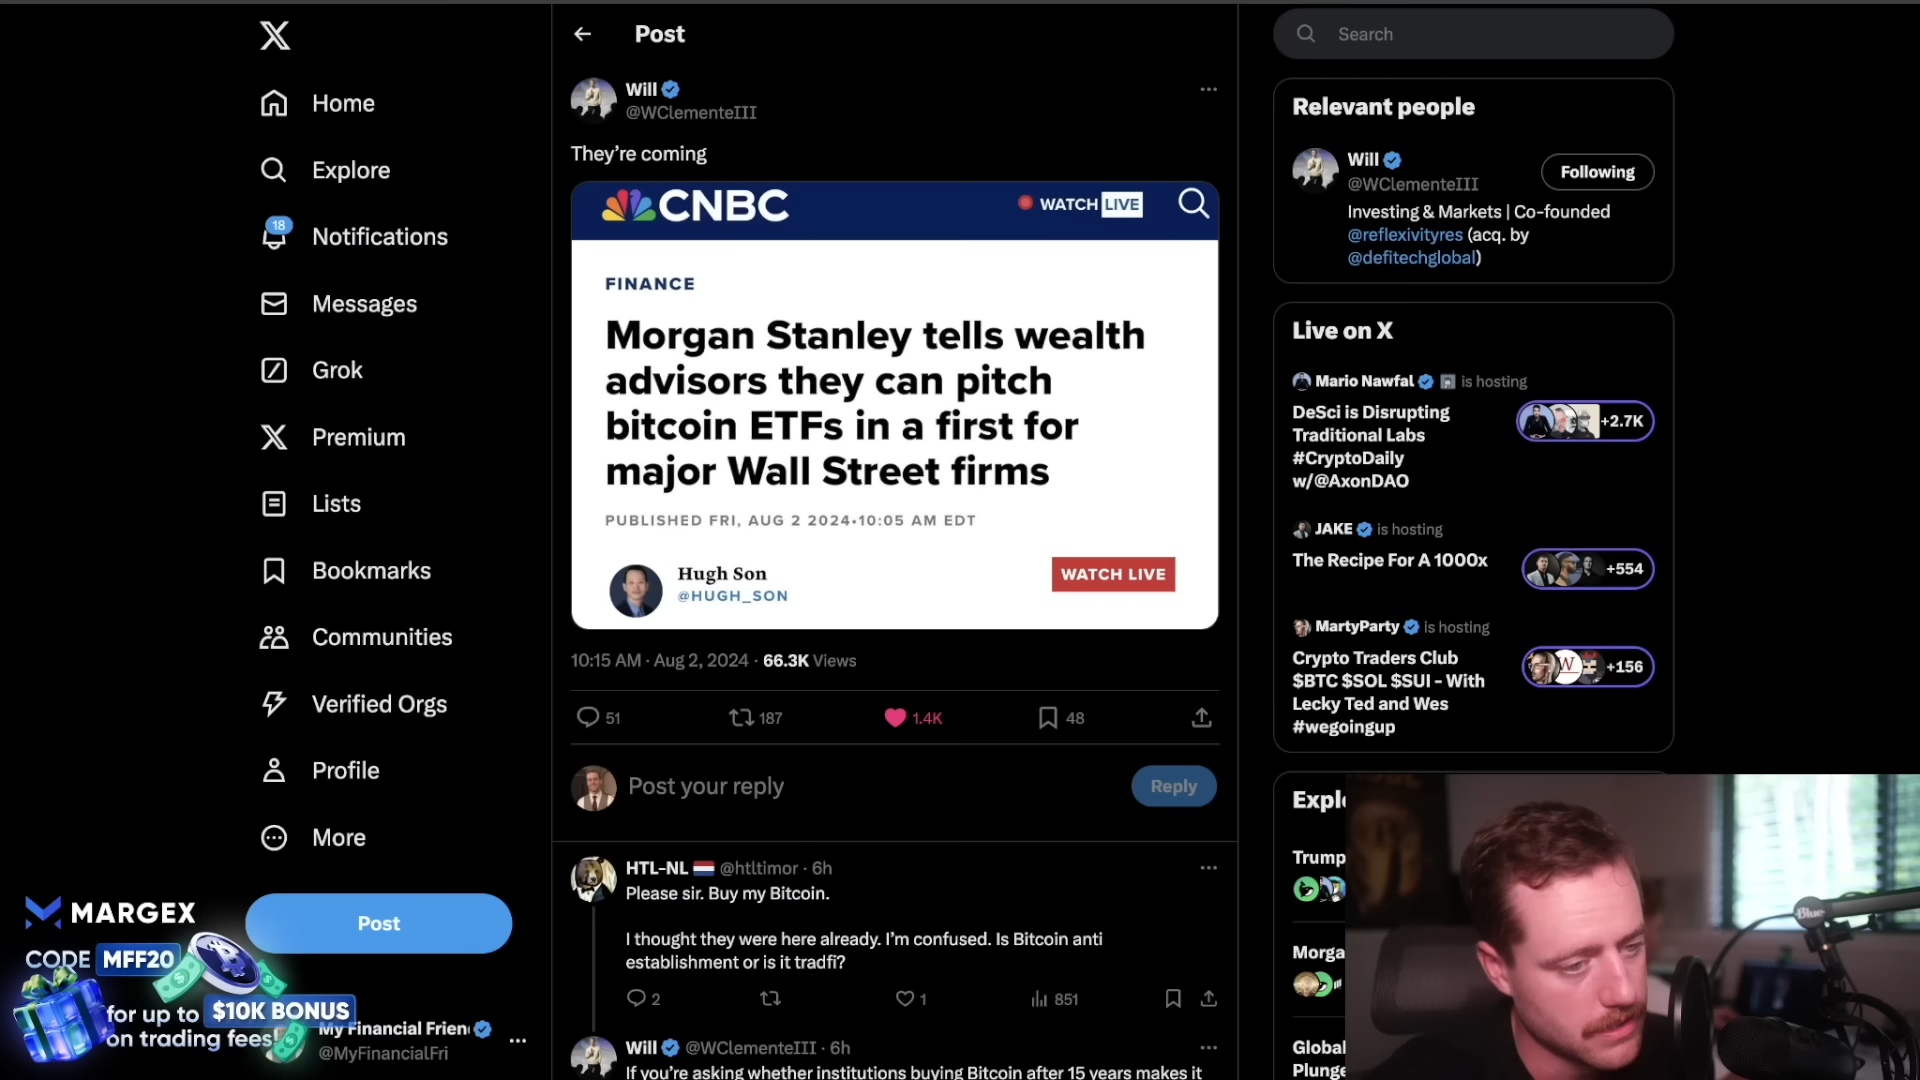 Home
Explore
18
Notifications
Messages
Grok
Premium
Lists
Bookmarks
Communities
Verified Orgs
Profile
More
Post
MARGEX
CODE MFF20
for up to $10K BONUS
on trading fees!
My Financial Frien
@MyFinancialFri
Post
Will
@WClementeIII
They're coming
CNBC
WATCH LIVE
FINANCE
Morgan Stanley tells wealth
advisors they can pitch
bitcoin ETFs in a first for
major Wall Street firms
PUBLISHED FRI, AUG 2 2024•10:05 AM EDT
Hugh Son
@HUGH_SON
WATCH LIVE
10:15 AM · Aug 2, 2024 · 66.3K Views
51
187
1.4K
48
Post your reply
Reply
HTL-NL @htltimor · 6h
Please sir. Buy my Bitcoin.
I thought they were here already. I'm confused. Is Bitcoin anti
establishment or is it tradfi?
2
1
851
Will @WClementeIII · 6h
If you're asking whether institutions buying Bitcoin after 15 years makes it
Search
Relevant people
Will
@WClementeIII
Following
Investing & Markets | Co-founded
@reflexivityres (acq. by
@defitechglobal)
Live on X
Mario Nawfal is hosting
DeSci is Disrupting
Traditional Labs
#CryptoDaily
w/@AxonDAO
+2.7K
JAKE is hosting
The Recipe For A 1000x
+554
MartyParty is hosting
Crypto Traders Club
$BTC $SOL $SUI - With
Lecky Ted and Wes
#wegoingup
+156
Expl
Trump
Morga
Global
Plunge
Blue